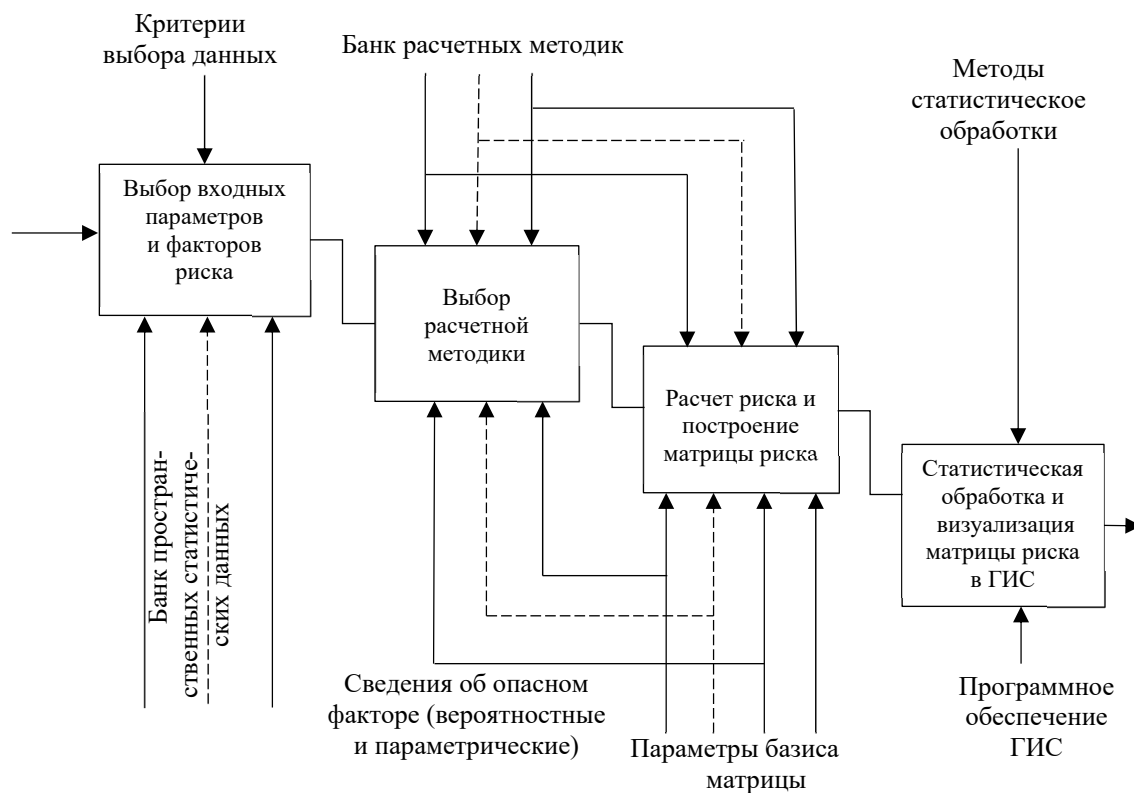 Критерии
выбора данных
Банк расчетных методик
Методы
статистическое
обработки
Выбор входных
параметров
и факторов
риска
Выбор
расчетной
методики
Расчет риска и
построение
матрицы риска
Статистическая
обработка и
визуализация
матрицы риска
в ГИС
Банк простран-
ственных статистиче-
ских данных
Сведения об опасном
факторе (вероятностные
и параметрические)
Параметры базиса
матрицы
Программное
обеспечение
ГИС